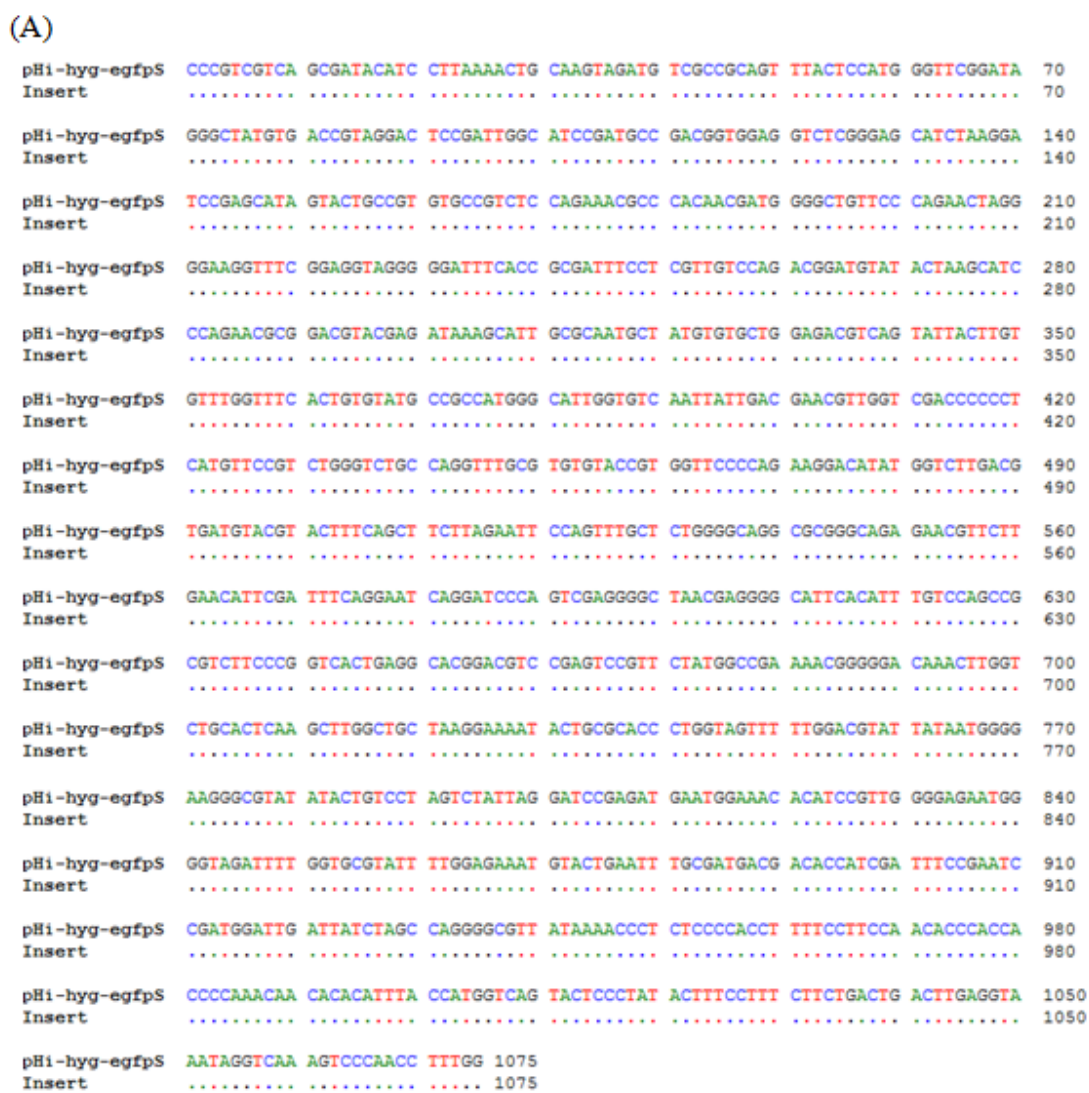 (A)
pHi-hyg-egfpS CCCGTCGTCA GCGATACATC CTTAAAACTG CAAGTAGATG TCGCCGCAGT TTACTCCATG GGTTCGGATA 70
Insert .......... .......... .......... .......... .......... .......... .......... 70
pHi-hyg-egfpS GGGCTATGTG ACCGTAGGAC TCCGATTGGC ATCCGATGCC GACGGTGGAG GTCTCGGGAG CATCTAAGGA 140
Insert .......... .......... .......... .......... .......... .......... .......... 140
pHi-hyg-egfpS TCCGAGCATA GTACTGCCGT GTGCCGTCTC CAGAAACGCC CACAACGATG GGGCTGTTCC CAGAACTAGG 210
Insert .......... .......... .......... .......... .......... .......... .......... 210
pHi-hyg-egfpS GGAAGGTTTC GGAGGTAGGG GGATTTCACC GCGATTTCCT CGTTGTCCAG ACGGATGTAT ACTAAGCATC 280
Insert .......... .......... .......... .......... .......... .......... .......... 280
pHi-hyg-egfpS CCAGAACGCG GACGTACGAG ATAAAGCATT GCGCAATGCT ATGTGTGCTG GAGACGTCAG TATTACTTGT 350
Insert .......... .......... .......... .......... .......... .......... .......... 350
pHi-hyg-egfpS GTTTGGTTTC ACTGTGTATG CCGCCATGGG CATTGGTGTC AATTATTGAC GAACGTTGGT CGACCCCCCT 420
Insert .......... .......... .......... .......... .......... .......... .......... 420
pHi-hyg-egfpS CATGTTCCGT CTGGGTCTGC CAGGTTTGCG TGTGTACCGT GGTTCCCCAG AAGGACATAT GGTCTTGACG 490
Insert .......... .......... .......... .......... .......... .......... .......... 490
pHi-hyg-egfpS TGATGTACGT ACTTTCAGCT TCTTAGAATT CCAGTTTGCT CTGGGGCAGG CGCGGGCAGA GAACGTTCTT 560
Insert .......... .......... .......... .......... .......... .......... .......... 560
pHi-hyg-egfpS GAACATTCGA TTTCAGGAAT CAGGATCCCA GTCGAGGGGC TAACGAGGGG CATTCACATT TGTCCAGCCG 630
Insert .......... .......... .......... .......... .......... .......... .......... 630
pHi-hyg-egfpS CGTCTTCCCG GTCACTGAGG CACGGACGTC CGAGTCCGTT CTATGGCCGA AAACGGGGGA CAAACTTGGT 700
Insert .......... .......... .......... .......... .......... .......... .......... 700
pHi-hyg-egfpS CTGCACTCAA GCTTGGCTGC TAAGGAAAAT ACTGCGCACC CTGGTAGTTT TTGGACGTAT TATAATGGGG 770
Insert .......... .......... .......... .......... .......... .......... .......... 770
pHi-hyg-egfpS AAGGGCGTAT ATACTGTCCT AGTCTATTAG GATCCGAGAT GAATGGAAAC ACATCCGTTG GGGAGAATGG 840
Insert .......... .......... .......... .......... .......... .......... .......... 840
pHi-hyg-egfpS GGTAGATTTT GGTGCGTATT TTGGAGAAAT GTACTGAATT TGCGATGACG ACACCATCGA TTTCCGAATC 910
Insert .......... .......... .......... .......... .......... .......... .......... 910
pHi-hyg-egfpS CGATGGATTG ATTATCTAGC CAGGGGCGTT ATAAAACCCT CTCCCCACCT TTTCCTTCCA ACACCCACCA 980
Insert .......... .......... .......... .......... .......... .......... .......... 980
pHi-hyg-egfpS CCCCAAACAA CACACATTTA CCATGGTCAG TACTCCCTAT ACTTTCCTTT CTTCTGACTG ACTTGAGGTA 1050
Insert .......... .......... .......... .......... .......... .......... .......... 1050
pHi-hyg-egfpS AATAGGTCAA AGTCCCAACC TTTGG 1075
Insert .......... .......... ..... 1075